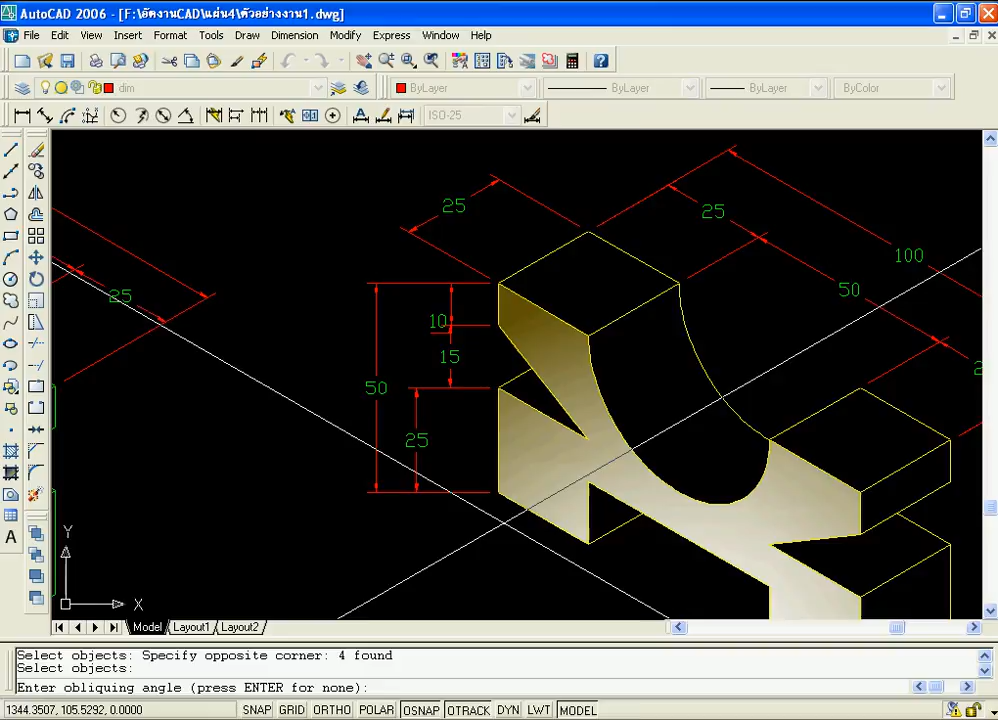 AutoCAD 2006 - [F:\อัดงานCAD\แผ่น4\ตัวอย่างงาน1.dwg]
File Edit View Insert Format Tools Draw Dimension Modify Express Window Help
dim ByLayer ByLayer ByLayer ByColor
ISO-25
25
25
100
50
25
10
15
50
25
Y
X
A
Model Layout1 Layout2
Select objects: Specify opposite corner: 4 found
Select objects:
Enter obliquing angle (press ENTER for none):
1344.3507, 105.5292, 0.0000 SNAP GRID ORTHO POLAR OSNAP OTRACK DYN LWT MODEL